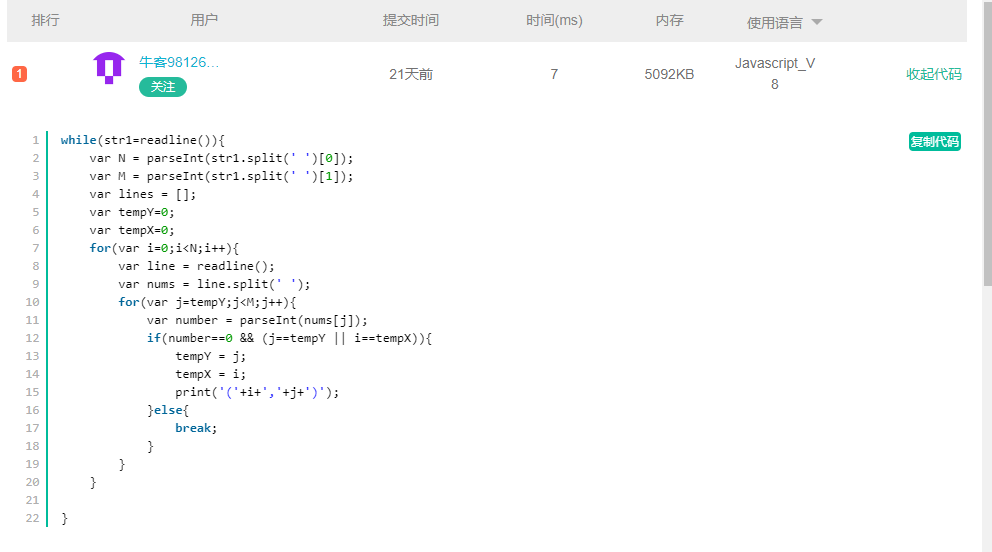 排行 用户 提交时间 时间(ms) 内存 使用语言
1 牛客98126... 关注 21天前 7 5092KB Javascript_V8 收起代码
复制代码
1 while(str1=readline()){
2     var N = parseInt(str1.split(' ')[0]);
3     var M = parseInt(str1.split(' ')[1]);
4     var lines = [];
5     var tempY=0;
6     var tempX=0;
7     for(var i=0;i<N;i++){
8         var line = readline();
9         var nums = line.split(' ');
10         for(var j=tempY;j<M;j++){
11             var number = parseInt(nums[j]);
12             if(number==0 && (j==tempY || i==tempX)){
13                 tempY = j;
14                 tempX = i;
15                 print('('+i+','+j+')');
16             }else{
17                 break;
18             }
19         }
20     }
21
22 }